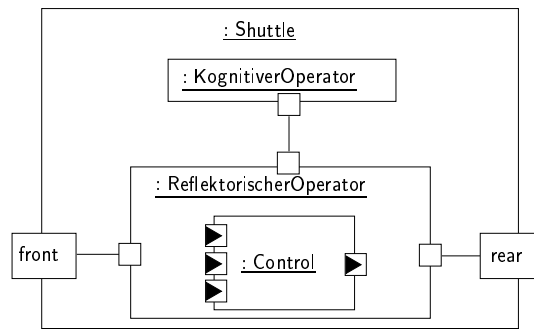 : Shuttle
: KognitiverOperator
: ReflektorischerOperator
front
: Control
rear